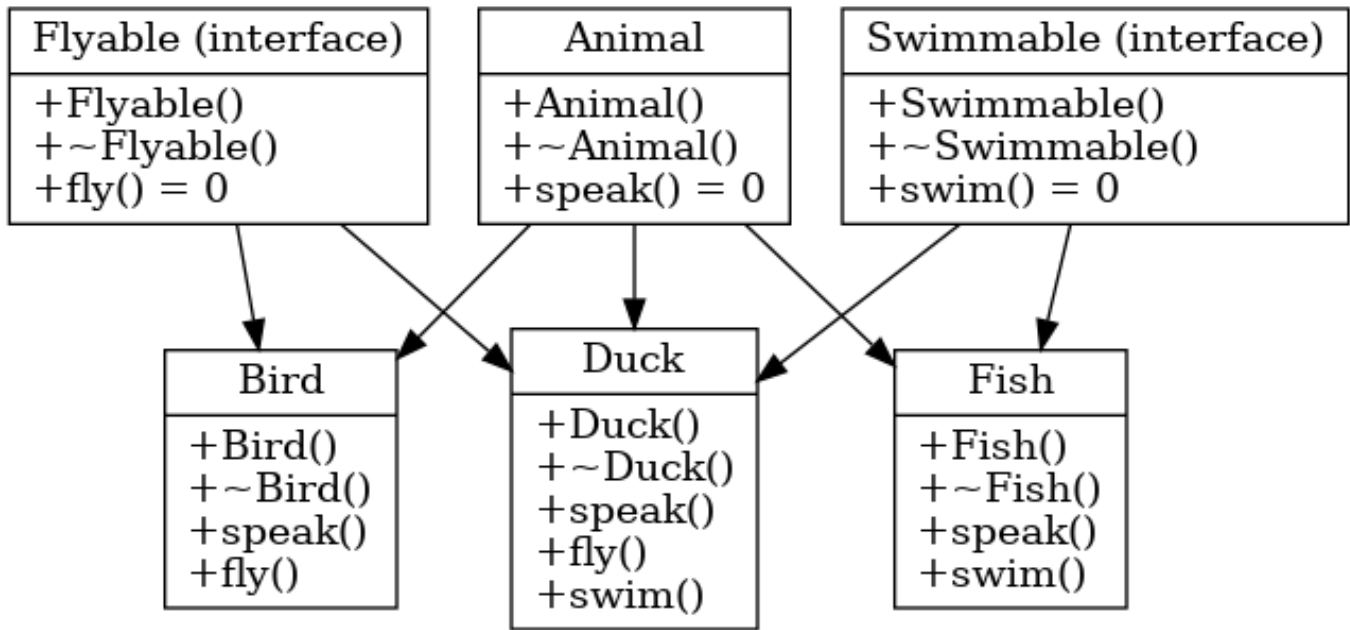 Flyable (interface)
+Flyable()
+~Flyable()
+fly() = 0
Animal
+Animal()
+~Animal()
+speak() = 0
Swimmable (interface)
+Swimmable()
+~Swimmable()
+swim() = 0
Bird
+Bird()
+~Bird()
+speak()
+fly()
Duck
+Duck()
+~Duck()
+speak()
+fly()
+swim()
Fish
+Fish()
+~Fish()
+speak()
+swim()